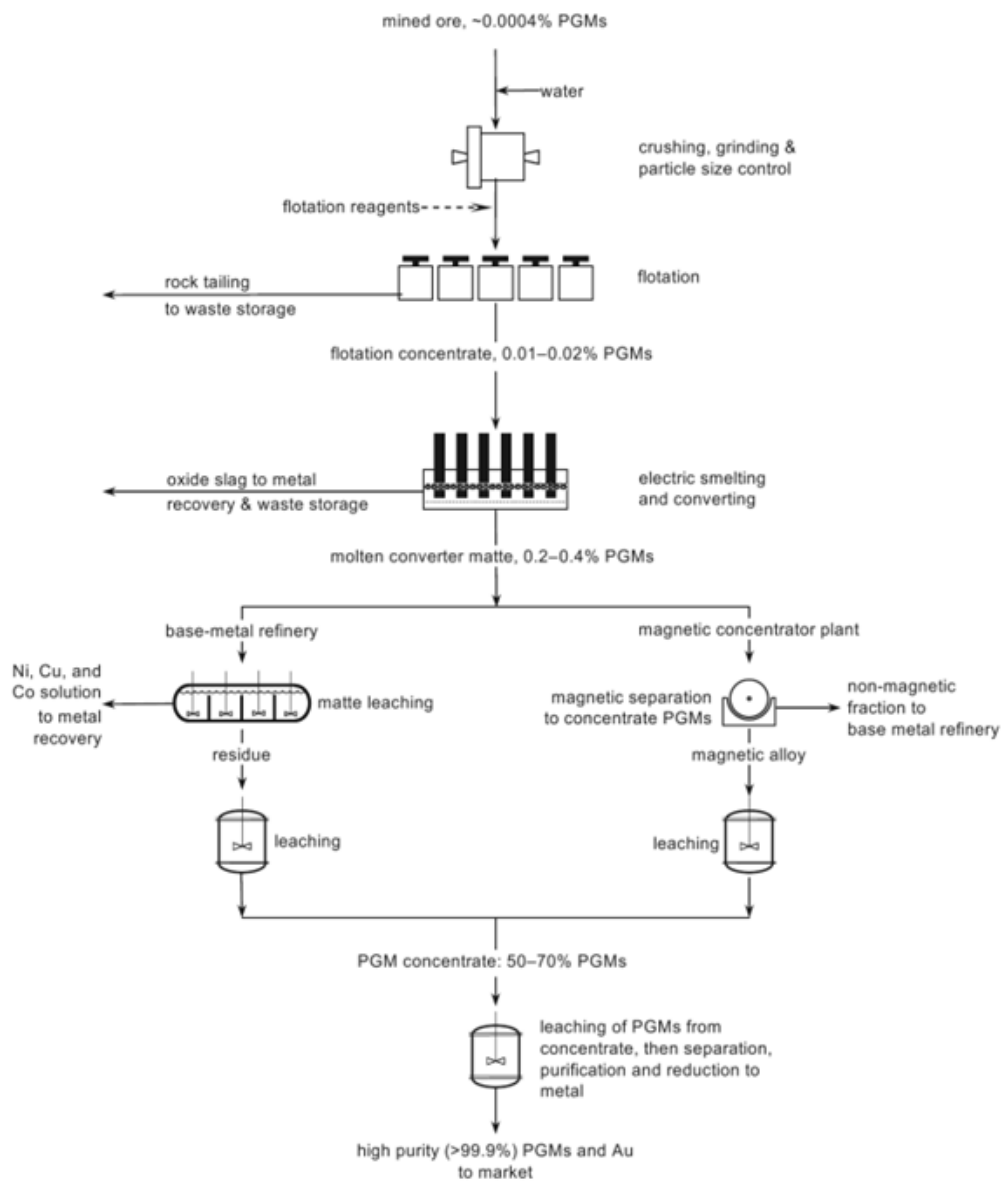 mined ore, ~0.0004% PGMs
water
crushing, grinding &
particle size control
flotation reagents
flotation
rock tailing
to waste storage
flotation concentrate, 0.01–0.02% PGMs
oxide slag to metal
recovery & waste storage
electric smelting
and converting
molten converter matte, 0.2–0.4% PGMs
base-metal refinery
magnetic concentrator plant
Ni, Cu, and
Co solution
to metal
recovery
matte leaching
magnetic separation
to concentrate PGMs
non-magnetic
fraction to
base metal refinery
residue
magnetic alloy
leaching
leaching
PGM concentrate: 50–70% PGMs
leaching of PGMs from
concentrate, then separation,
purification and reduction to
metal
high purity (>99.9%) PGMs and Au
to market